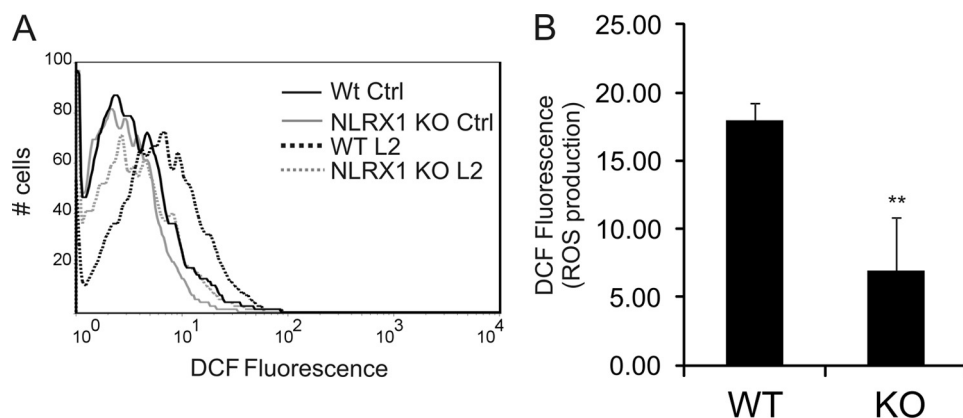 A
# cells
100
80
60
40
20
10^0
10^1
10^2
10^3
10^4
DCF Fluorescence
Wt Ctrl
NLRX1 KO Ctrl
WT L2
NLRX1 KO L2
B
DCF Fluorescence
(ROS production)
25.00
20.00
15.00
10.00
5.00
0.00
**
WT
KO